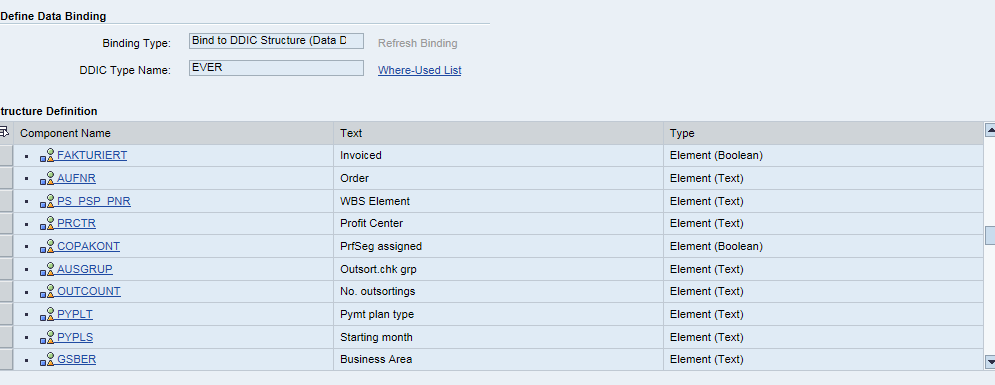 Define Data Binding
Binding Type: Bind to DDIC Structure (Data D Refresh Binding
DDIC Type Name: EVER Where-Used List
tructure Definition
Component Name Text Type
FAKTURIERT Invoiced Element (Boolean)
AUFNR Order Element (Text)
PS_PSP_PNR WBS Element Element (Text)
PRCTR Profit Center Element (Text)
COPAKONT PrfSeg assigned Element (Boolean)
AUSGRUP Outsort.chk grp Element (Text)
OUTCOUNT No. outsortings Element (Text)
PYPLT Pymt plan type Element (Text)
PYPLS Starting month Element (Text)
GSBER Business Area Element (Text)